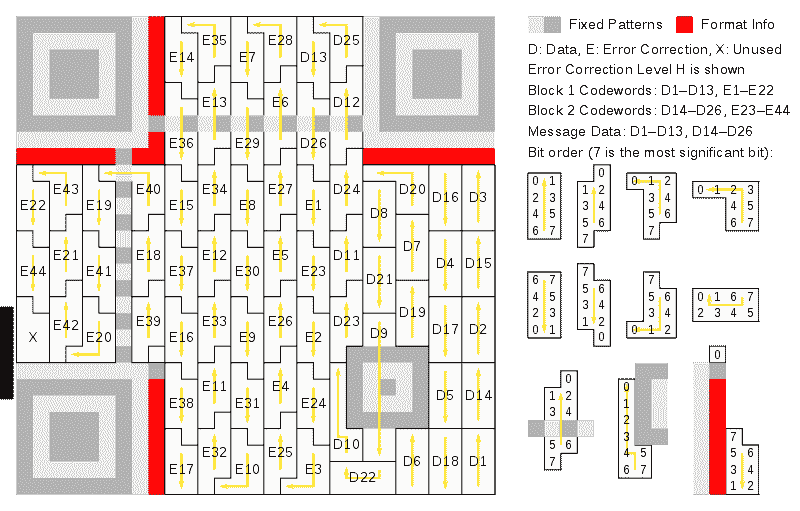 E35 E28 D25
E14 E7 D13
E13 E6 D12
E36 E29 D26
E43 E40 E34 E27 D24 D20 D16 D3
E22 E19 E15 E8 E1 D8
E21 E18 E12 E5 D11 D7 D4 D15
E44 E41 E37 E30 E23 D21
E42 E39 E33 E26 D23 D19 D17 D2
X E20 E16 E9 E2 D9
E11 E4 D5 D14
E38 E31 E24
E32 E25 D10 D6 D18 D1
E17 E10 E3 D22
Fixed Patterns Format Info
D: Data, E: Error Correction, X: Unused
Error Correction Level H is shown
Block 1 Codewords: D1–D13, E1–E22
Block 2 Codewords: D14–D26, E23–E44
Message Data: D1–D13, D14–D26
Bit order (7 is the most significant bit):
0 1
2 3
4 5
6 7
0
1 2
3 4
5 6
7
0 1 2
3 4
5 6
7
0 1 2 3
4 5
6 7
6 7
4 5
2 3
0 1
7
5 6
3 4
1 2
0
7
5 6
3 4
0 1 2
0 1 6 7
2 3 4 5
0
1 2
3 4
5 6
7
0
1
2
3
4 5
6 7
0
7
5 6
3 4
1 2